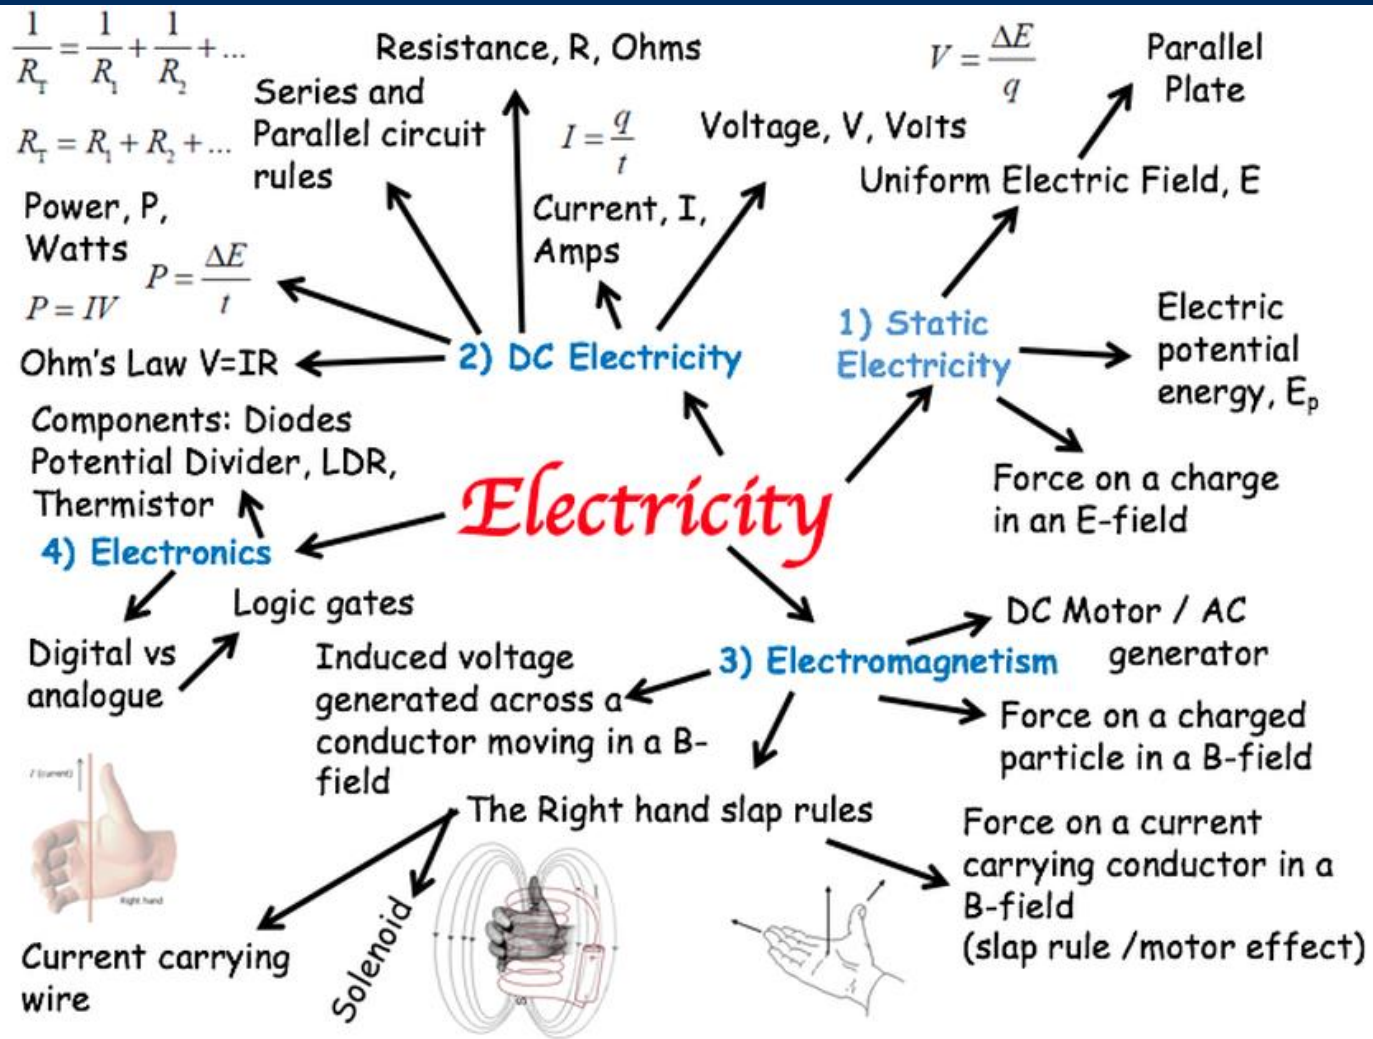 1/R_T = 1/R_1 + 1/R_2 + ...
R_T = R_1 + R_2 + ...
Series and
Parallel circuit
rules
Resistance, R, Ohms
I = q/t
Current, I,
Amps
Voltage, V, Volts
V = ΔE/q
Parallel
Plate
Uniform Electric Field, E
Power, P,
Watts
P = ΔE/t
P = IV
Ohm's Law V=IR
2) DC Electricity
1) Static
Electricity
Electric
potential
energy, E_p
Force on a charge
in an E-field
Components: Diodes
Potential Divider, LDR,
Thermistor
Electricity
4) Electronics
Logic gates
Digital vs
analogue
Induced voltage
generated across a
conductor moving in a B-
field
3) Electromagnetism
DC Motor / AC
generator
Force on a charged
particle in a B-field
The Right hand slap rules
I (current)
Right hand
Current carrying
wire
Solenoid
S
Force on a current
carrying conductor in a
B-field
(slap rule /motor effect)